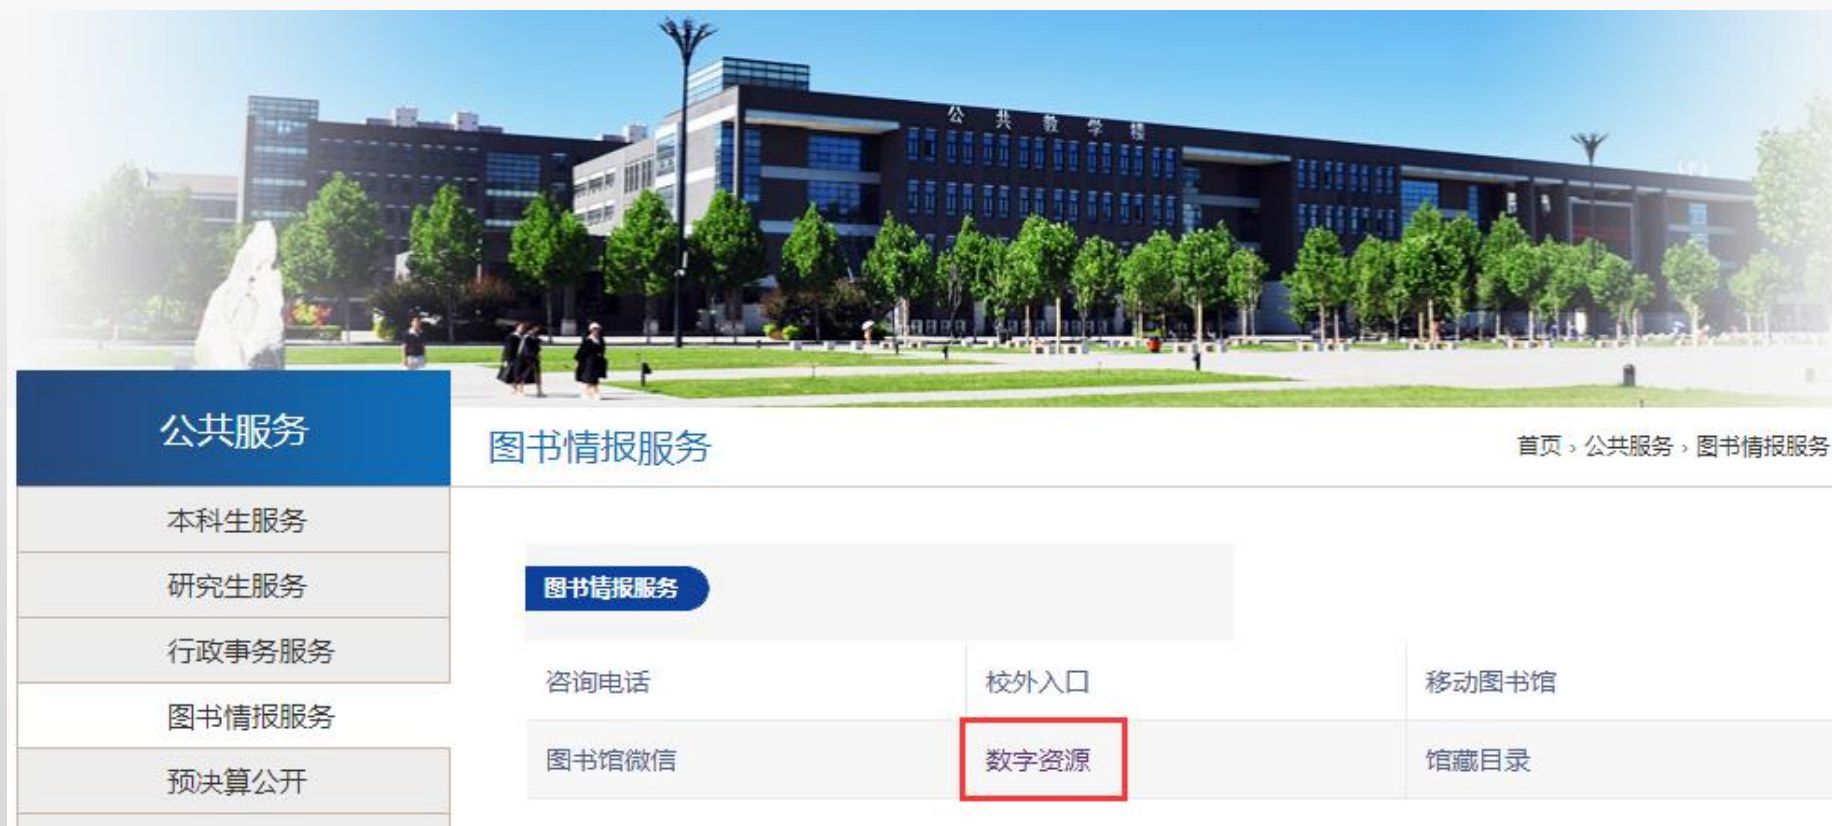 公共教学楼
公共服务
图书情报服务
首页 › 公共服务 › 图书情报服务
本科生服务
研究生服务
行政事务服务
图书情报服务
预决算公开
图书情报服务
咨询电话 校外入口 移动图书馆
图书馆微信 数字资源 馆藏目录